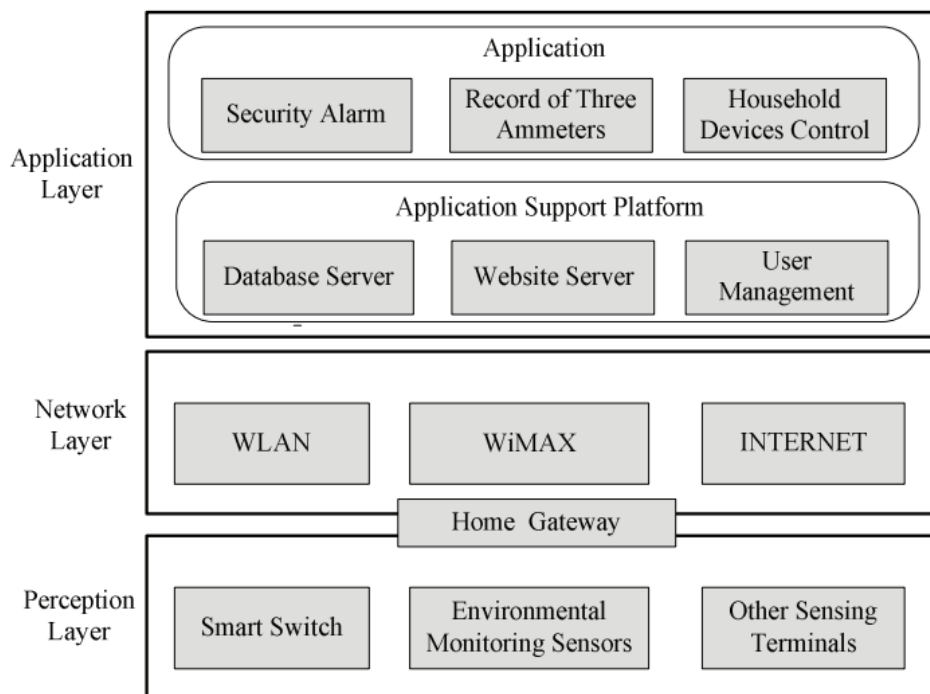 Application
Security Alarm
Record of Three
Ammeters
Household
Devices Control
Application
Layer
Application Support Platform
Database Server
Website Server
User
Management
Network
Layer
WLAN
WiMAX
INTERNET
Home Gateway
Perception
Layer
Smart Switch
Environmental
Monitoring Sensors
Other Sensing
Terminals